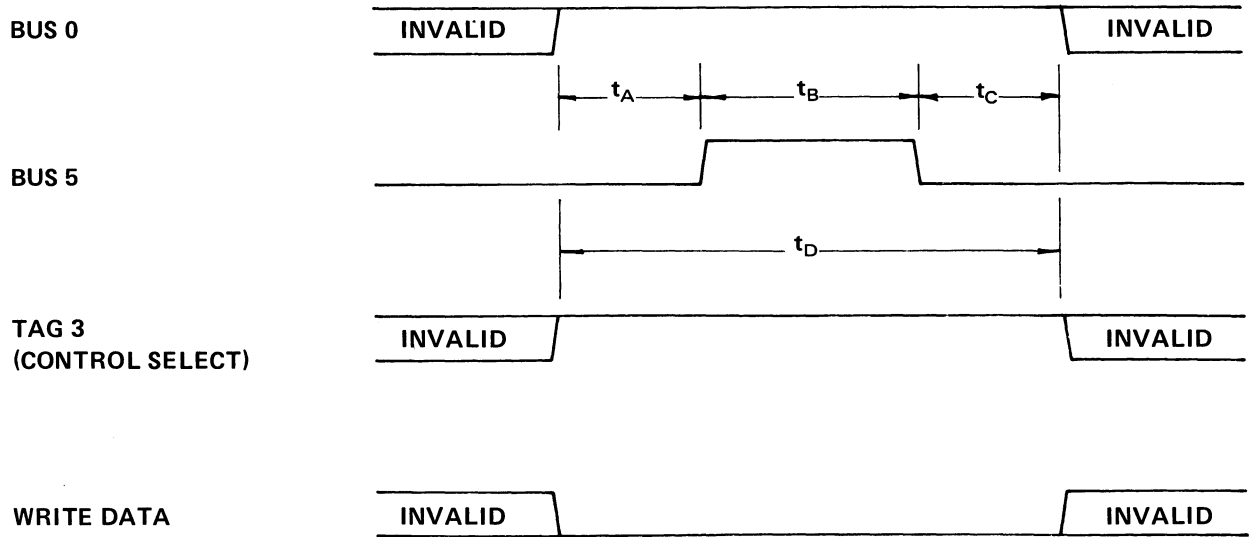 BUS 0 INVALID INVALID
tA tB tC
BUS 5
tD
TAG 3 INVALID INVALID
(CONTROL SELECT)
WRITE DATA INVALID INVALID